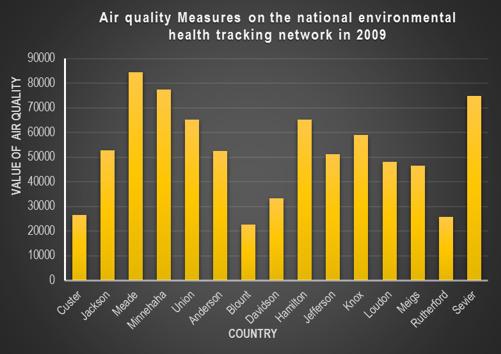 Air quality Measures on the national environmental
health tracking network in 2009
VALUE OF AIR QUALITY
90000
80000
70000
60000
50000
40000
30000
20000
10000
0
Custer
Jackson
Meade
Minnehaha
Union
Anderson
Blount
Davidson
Hamilton
Jefferson
Knox
Loudon
Meigs
Rutherford
Sevier
COUNTRY